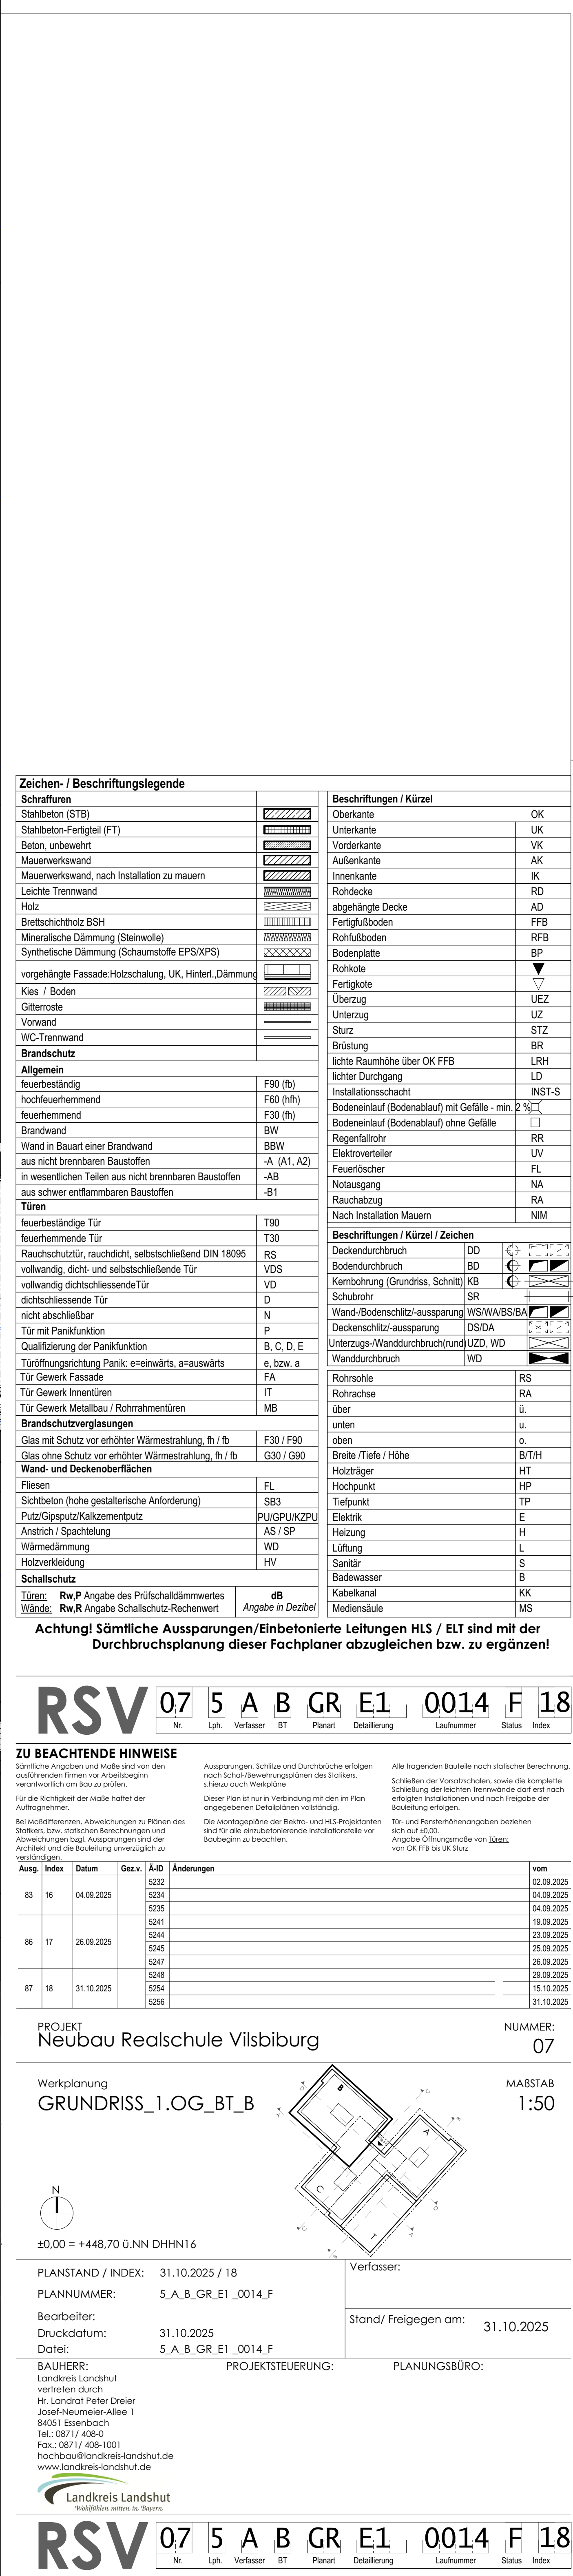 Zeichen- / Beschriftungslegende
Schraffuren
Stahlbeton (STB)
Stahlbeton-Fertigteil (FT)
Beton, unbewehrt
Mauerwerkswand
Mauerwerkswand, nach Installation zu mauern
Leichte Trennwand
Holz
Brettschichtholz BSH
Mineralische Dämmung (Steinwolle)
Synthetische Dämmung (Schaumstoffe EPS/XPS)
vorgehängte Fassade:Holzschalung, UK, Hinterl.,Dämmung
Kies / Boden
Gitterroste
Vorwand
WC-Trennwand
Brandschutz
Allgemein
feuerbeständig F90 (fb)
hochfeuerhemmend F60 (hfh)
feuerhemmend F30 (fh)
Brandwand BW
Wand in Bauart einer Brandwand BBW
aus nicht brennbaren Baustoffen -A (A1, A2)
in wesentlichen Teilen aus nicht brennbaren Baustoffen -AB
aus schwer entflammbaren Baustoffen -B1
Türen
feuerbeständige Tür T90
feuerhemmende Tür T30
Rauchschutztür, rauchdicht, selbstschließend DIN 18095 RS
vollwandig, dicht- und selbstschließende Tür VDS
vollwandig dichtschliessendeTür VD
dichtschliessende Tür D
nicht abschließbar N
Tür mit Panikfunktion P
Qualifizierung der Panikfunktion B, C, D, E
Türöffnungsrichtung Panik: e=einwärts, a=auswärts e, bzw. a
Tür Gewerk Fassade FA
Tür Gewerk Innentüren IT
Tür Gewerk Metallbau / Rohrrahmentüren MB
Brandschutzverglasungen
Glas mit Schutz vor erhöhter Wärmestrahlung, fh / fb F30 / F90
Glas ohne Schutz vor erhöhter Wärmestrahlung, fh / fb G30 / G90
Wand- und Deckenoberflächen
Fliesen FL
Sichtbeton (hohe gestalterische Anforderung) SB3
Putz/Gipsputz/Kalkzementputz PU/GPU/KZPU
Anstrich / Spachtelung AS / SP
Wärmedämmung WD
Holzverkleidung HV
Schallschutz
Türen: Rw,P Angabe des Prüfschalldämmwertes dB
Wände: Rw,R Angabe Schallschutz-Rechenwert Angabe in Dezibel
Beschriftungen / Kürzel
Oberkante OK
Unterkante UK
Vorderkante VK
Außenkante AK
Innenkante IK
Rohdecke RD
abgehängte Decke AD
Fertigfußboden FFB
Rohfußboden RFB
Bodenplatte BP
Rohkote
Fertigkote
Überzug UEZ
Unterzug UZ
Sturz STZ
Brüstung BR
lichte Raumhöhe über OK FFB LRH
lichter Durchgang LD
Installationsschacht INST-S
Bodeneinlauf (Bodenablauf) mit Gefälle - min. 2 %
Bodeneinlauf (Bodenablauf) ohne Gefälle
Regenfallrohr RR
Elektroverteiler UV
Feuerlöscher FL
Notausgang NA
Rauchabzug RA
Nach Installation Mauern NIM
Beschriftungen / Kürzel / Zeichen
Deckendurchbruch DD
Bodendurchbruch BD
Kernbohrung (Grundriss, Schnitt) KB
Schubrohr SR
Wand-/Bodenschlitz/-aussparung WS/WA/BS/BA
Deckenschlitz/-aussparung DS/DA
Unterzugs-/Wanddurchbruch(rund) UZD, WD
Wanddurchbruch WD
Rohrsohle RS
Rohrachse RA
über ü.
unten u.
oben o.
Breite /Tiefe / Höhe B/T/H
Holzträger HT
Hochpunkt HP
Tiefpunkt TP
Elektrik E
Heizung H
Lüftung L
Sanitär S
Badewasser B
Kabelkanal KK
Mediensäule MS
Achtung! Sämtliche Aussparungen/Einbetonierte Leitungen HLS / ELT sind mit der
Durchbruchsplanung dieser Fachplaner abzugleichen bzw. zu ergänzen!
RSV 07 5 A B GR E1 0014 F 18
Nr. Lph. Verfasser BT Planart Detaillierung Laufnummer Status Index
ZU BEACHTENDE HINWEISE
Sämtliche Angaben und Maße sind von den
ausführenden Firmen vor Arbeitsbeginn
verantwortlich am Bau zu prüfen.
Für die Richtigkeit der Maße haftet der
Auftragnehmer.
Bei Maßdifferenzen, Abweichungen zu Plänen des
Statikers, bzw. statischen Berechnungen und
Abweichungen bzgl. Aussparungen sind der
Architekt und die Bauleitung unverzüglich zu
verständigen.
Aussparungen, Schlitze und Durchbrüche erfolgen
nach Schal-/Bewehrungsplänen des Statikers.
s.hierzu auch Werkpläne
Dieser Plan ist nur in Verbindung mit den im Plan
angegebenen Detailplänen vollständig.
Die Montagepläne der Elektro- und HLS-Projektanten
sind für alle einzubetonierende Installationsteile vor
Baubeginn zu beachten.
Alle tragenden Bauteile nach statischer Berechnung.
Schließen der Vorsatzschalen, sowie die komplette
Schließung der leichten Trennwände darf erst nach
erfolgten Installationen und nach Freigabe der
Bauleitung erfolgen.
Tür- und Fensterhöhenangaben beziehen
sich auf ±0,00.
Angabe Öffnungsmaße von Türen:
von OK FFB bis UK Sturz
Ausg. Index Datum Gez.v. Ä-ID Änderungen vom
5232 02.09.2025
83 16 04.09.2025 5234 04.09.2025
5235 04.09.2025
5241 19.09.2025
5244 23.09.2025
86 17 26.09.2025
5245 25.09.2025
5247 26.09.2025
5248 29.09.2025
87 18 31.10.2025 5254 15.10.2025
5256 31.10.2025
PROJEKT NUMMER:
Neubau Realschule Vilsbiburg 07
Werkplanung MAßSTAB
GRUNDRISS_1.OG_BT_B 1:50
B
A
C
T
N
±0,00 = +448,70 ü.NN DHHN16
PLANSTAND / INDEX: 31.10.2025 / 18
PLANNUMMER: 5_A_B_GR_E1 _0014_F
Bearbeiter:
Druckdatum: 31.10.2025
Datei: 5_A_B_GR_E1 _0014_F
Verfasser:
Stand/ Freigegen am: 31.10.2025
BAUHERR: PROJEKTSTEUERUNG: PLANUNGSBÜRO:
Landkreis Landshut
vertreten durch
Hr. Landrat Peter Dreier
Josef-Neumeier-Allee 1
84051 Essenbach
Tel.: 0871/ 408-0
Fax.: 0871/ 408-1001
hochbau@landkreis-landshut.de
www.landkreis-landshut.de
Landkreis Landshut
Wohlfühlen mitten in Bayern.
RSV 07 5 A B GR E1 0014 F 18
Nr. Lph. Verfasser BT Planart Detaillierung Laufnummer Status Index